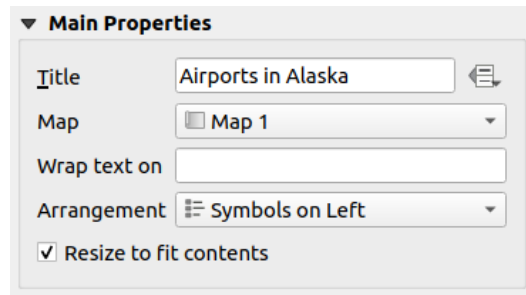 Main Properties
Title Airports in Alaska
Map Map 1
Wrap text on
Arrangement Symbols on Left
Resize to fit contents